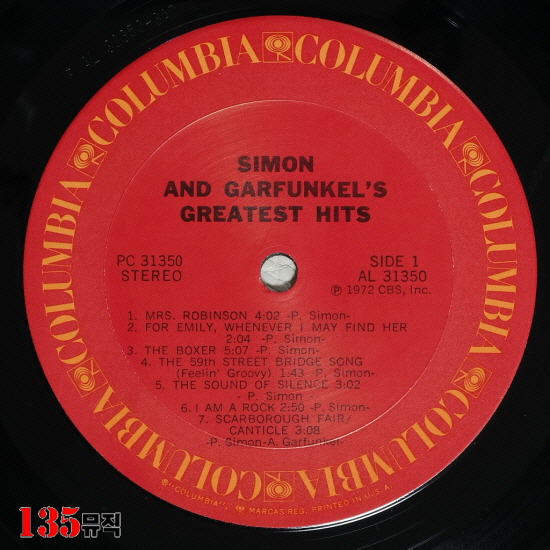 COLUMBIA COLUMBIA COLUMBIA COLUMBIA COLUMBIA COLUMBIA
SIMON
AND GARFUNKEL'S
GREATEST HITS
PC 31350
STEREO
SIDE 1
AL 31350
Ⓟ 1972 CBS, Inc.
1. MRS. ROBINSON 4:02 -P. Simon-
2. FOR EMILY, WHENEVER I MAY FIND HER
2:04 -P. Simon-
3. THE BOXER 5:07 -P. Simon-
4. THE 59th STREET BRIDGE SONG
(Feelin' Groovy) 1:43 -P. Simon-
5. THE SOUND OF SILENCE 3:02
- P. Simon -
6. I AM A ROCK 2:50 -P. Simon-
7. SCARBOROUGH FAIR/
CANTICLE 3:08
-P. Simon-A. Garfunkel-
®"COLUMBIA", MARCAS REG. PRINTED IN U.S.A.
135뮤직